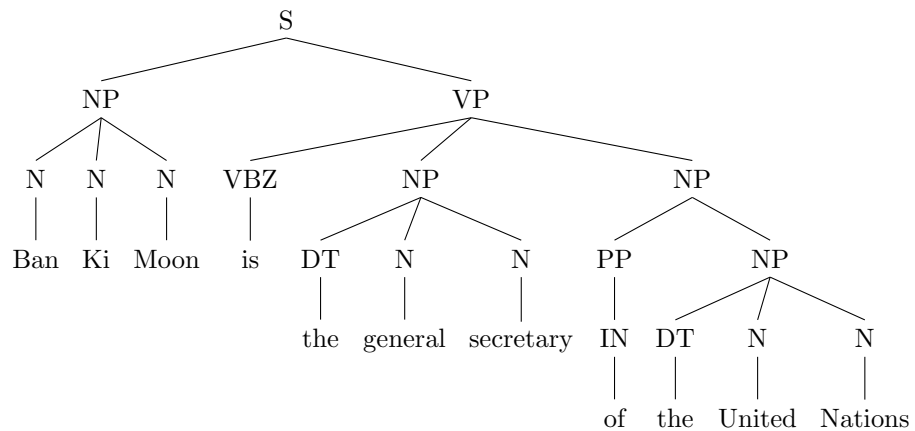 S
NP VP
N N N VBZ NP NP
Ban Ki Moon is DT N N PP NP
the general secretary IN DT N N
of the United Nations